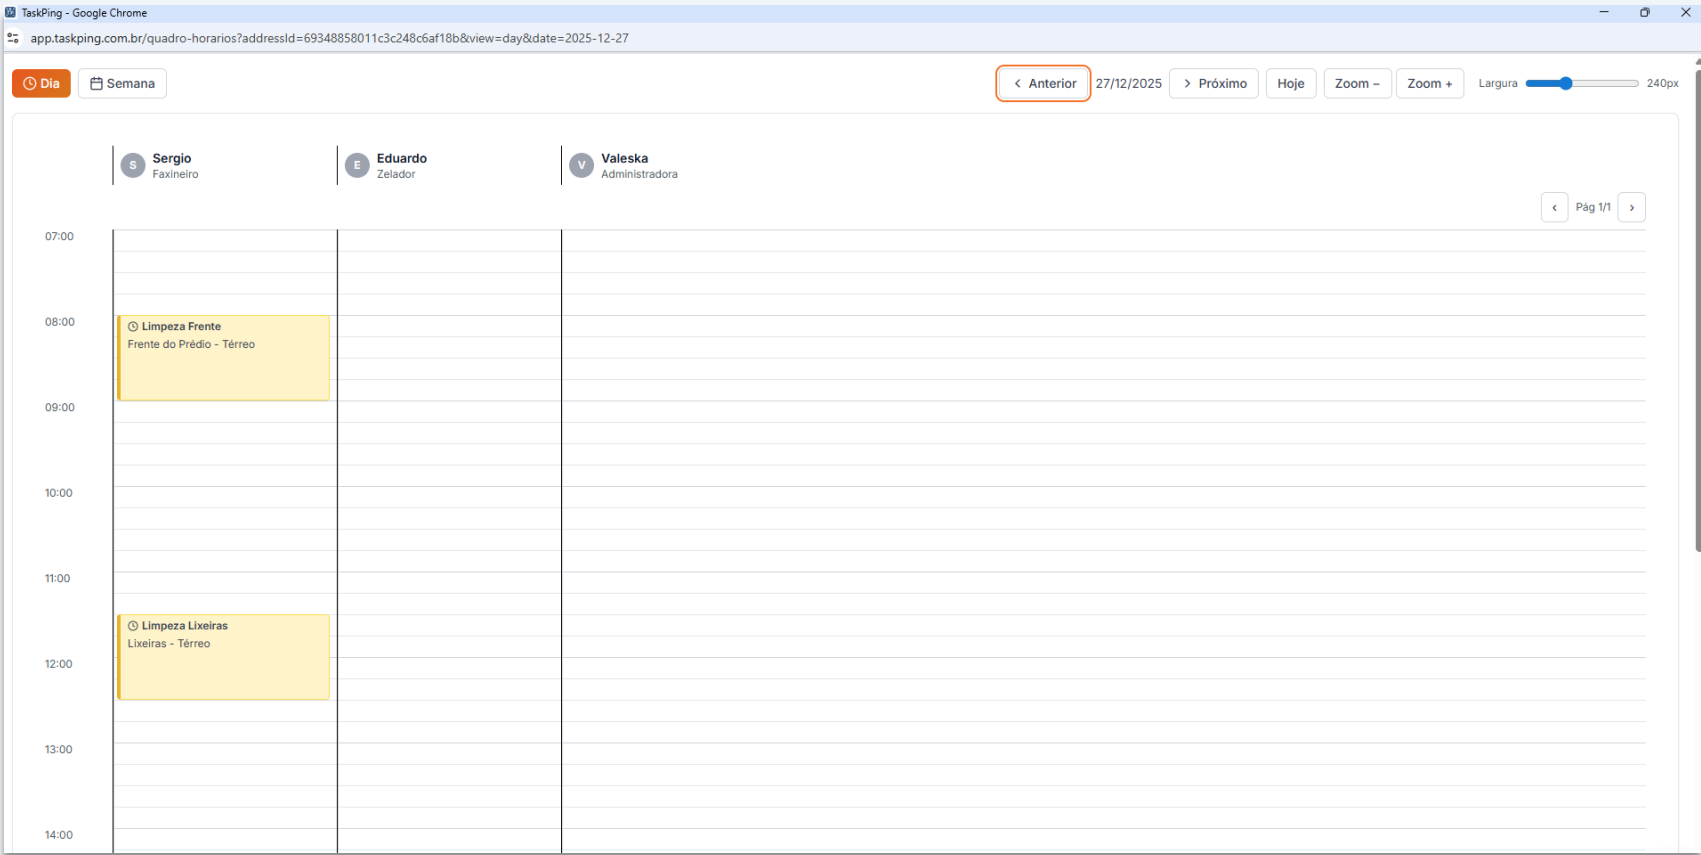 TaskPing - Google Chrome
app.taskping.com.br/quadro-horarios?addressId=69348858011c3c248c6af18b&view=day&date=2025-12-27
Dia Semana Anterior 27/12/2025 Próximo Hoje Zoom – Zoom + Largura 240px
S Sergio E Eduardo V Valeska
Faxineiro Zelador Administradora
Pág 1/1
07:00
08:00
Limpeza Frente
Frente do Prédio - Térreo
09:00
10:00
11:00
Limpeza Lixeiras
Lixeiras - Térreo
12:00
13:00
14:00